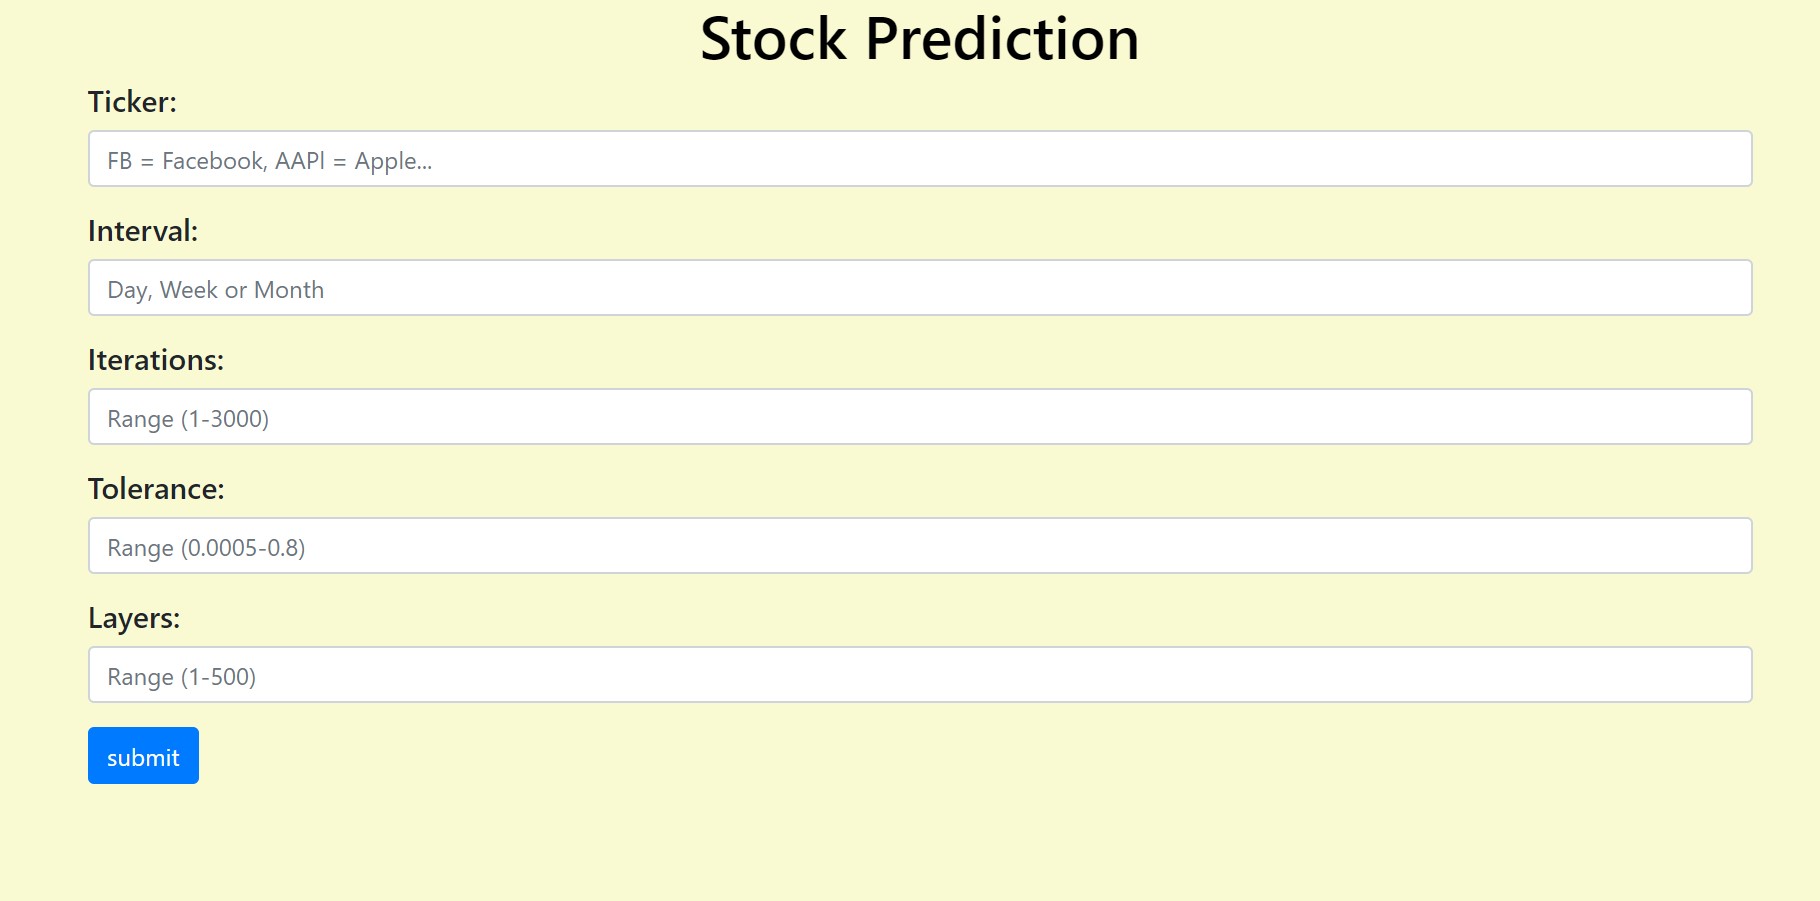 Stock Prediction
Ticker:
FB = Facebook, AAPl = Apple...
Interval:
Day, Week or Month
Iterations:
Range (1-3000)
Tolerance:
Range (0.0005-0.8)
Layers:
Range (1-500)
submit